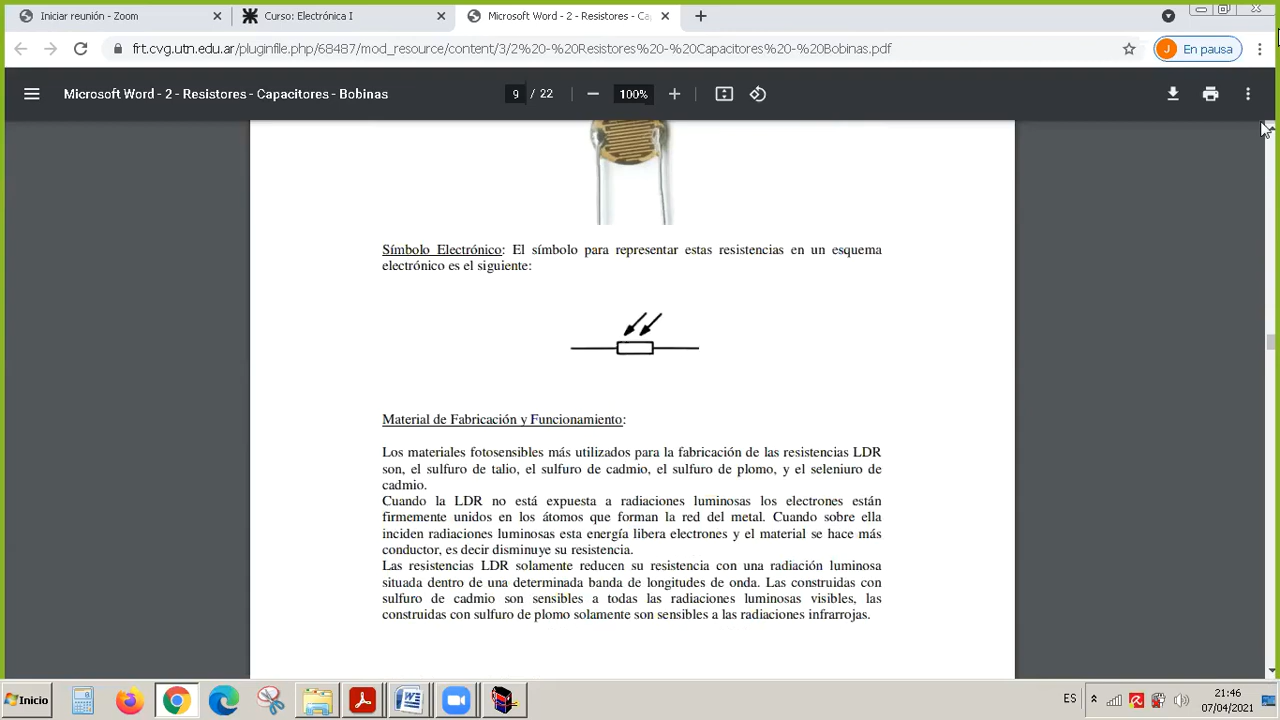 Iniciar reunión - Zoom
Curso: Electrónica I
Microsoft Word - 2 - Resistores - Ca
frt.cvg.utn.edu.ar/pluginfile.php/68487/mod_resource/content/3/2%20-%20Resistores%20-%20Capacitores%20-%20Bobinas.pdf
J En pausa
Microsoft Word - 2 - Resistores - Capacitores - Bobinas
9 / 22
100%
Símbolo Electrónico: El símbolo para representar estas resistencias en un esquema
electrónico es el siguiente:
Material de Fabricación y Funcionamiento:
Los materiales fotosensibles más utilizados para la fabricación de las resistencias LDR
son, el sulfuro de talio, el sulfuro de cadmio, el sulfuro de plomo, y el seleniuro de
cadmio.
Cuando la LDR no está expuesta a radiaciones luminosas los electrones están
firmemente unidos en los átomos que forman la red del metal. Cuando sobre ella
inciden radiaciones luminosas esta energía libera electrones y el material se hace más
conductor, es decir disminuye su resistencia.
Las resistencias LDR solamente reducen su resistencia con una radiación luminosa
situada dentro de una determinada banda de longitudes de onda. Las construidas con
sulfuro de cadmio son sensibles a todas las radiaciones luminosas visibles, las
construidas con sulfuro de plomo solamente son sensibles a las radiaciones infrarrojas.
Inicio
ES
21:46
07/04/2021